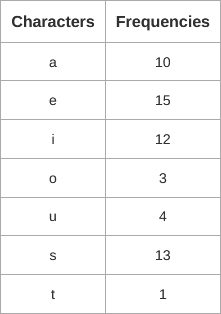 Characters Frequencies
a 10
e 15
i 12
o 3
u 4
s 13
t 1